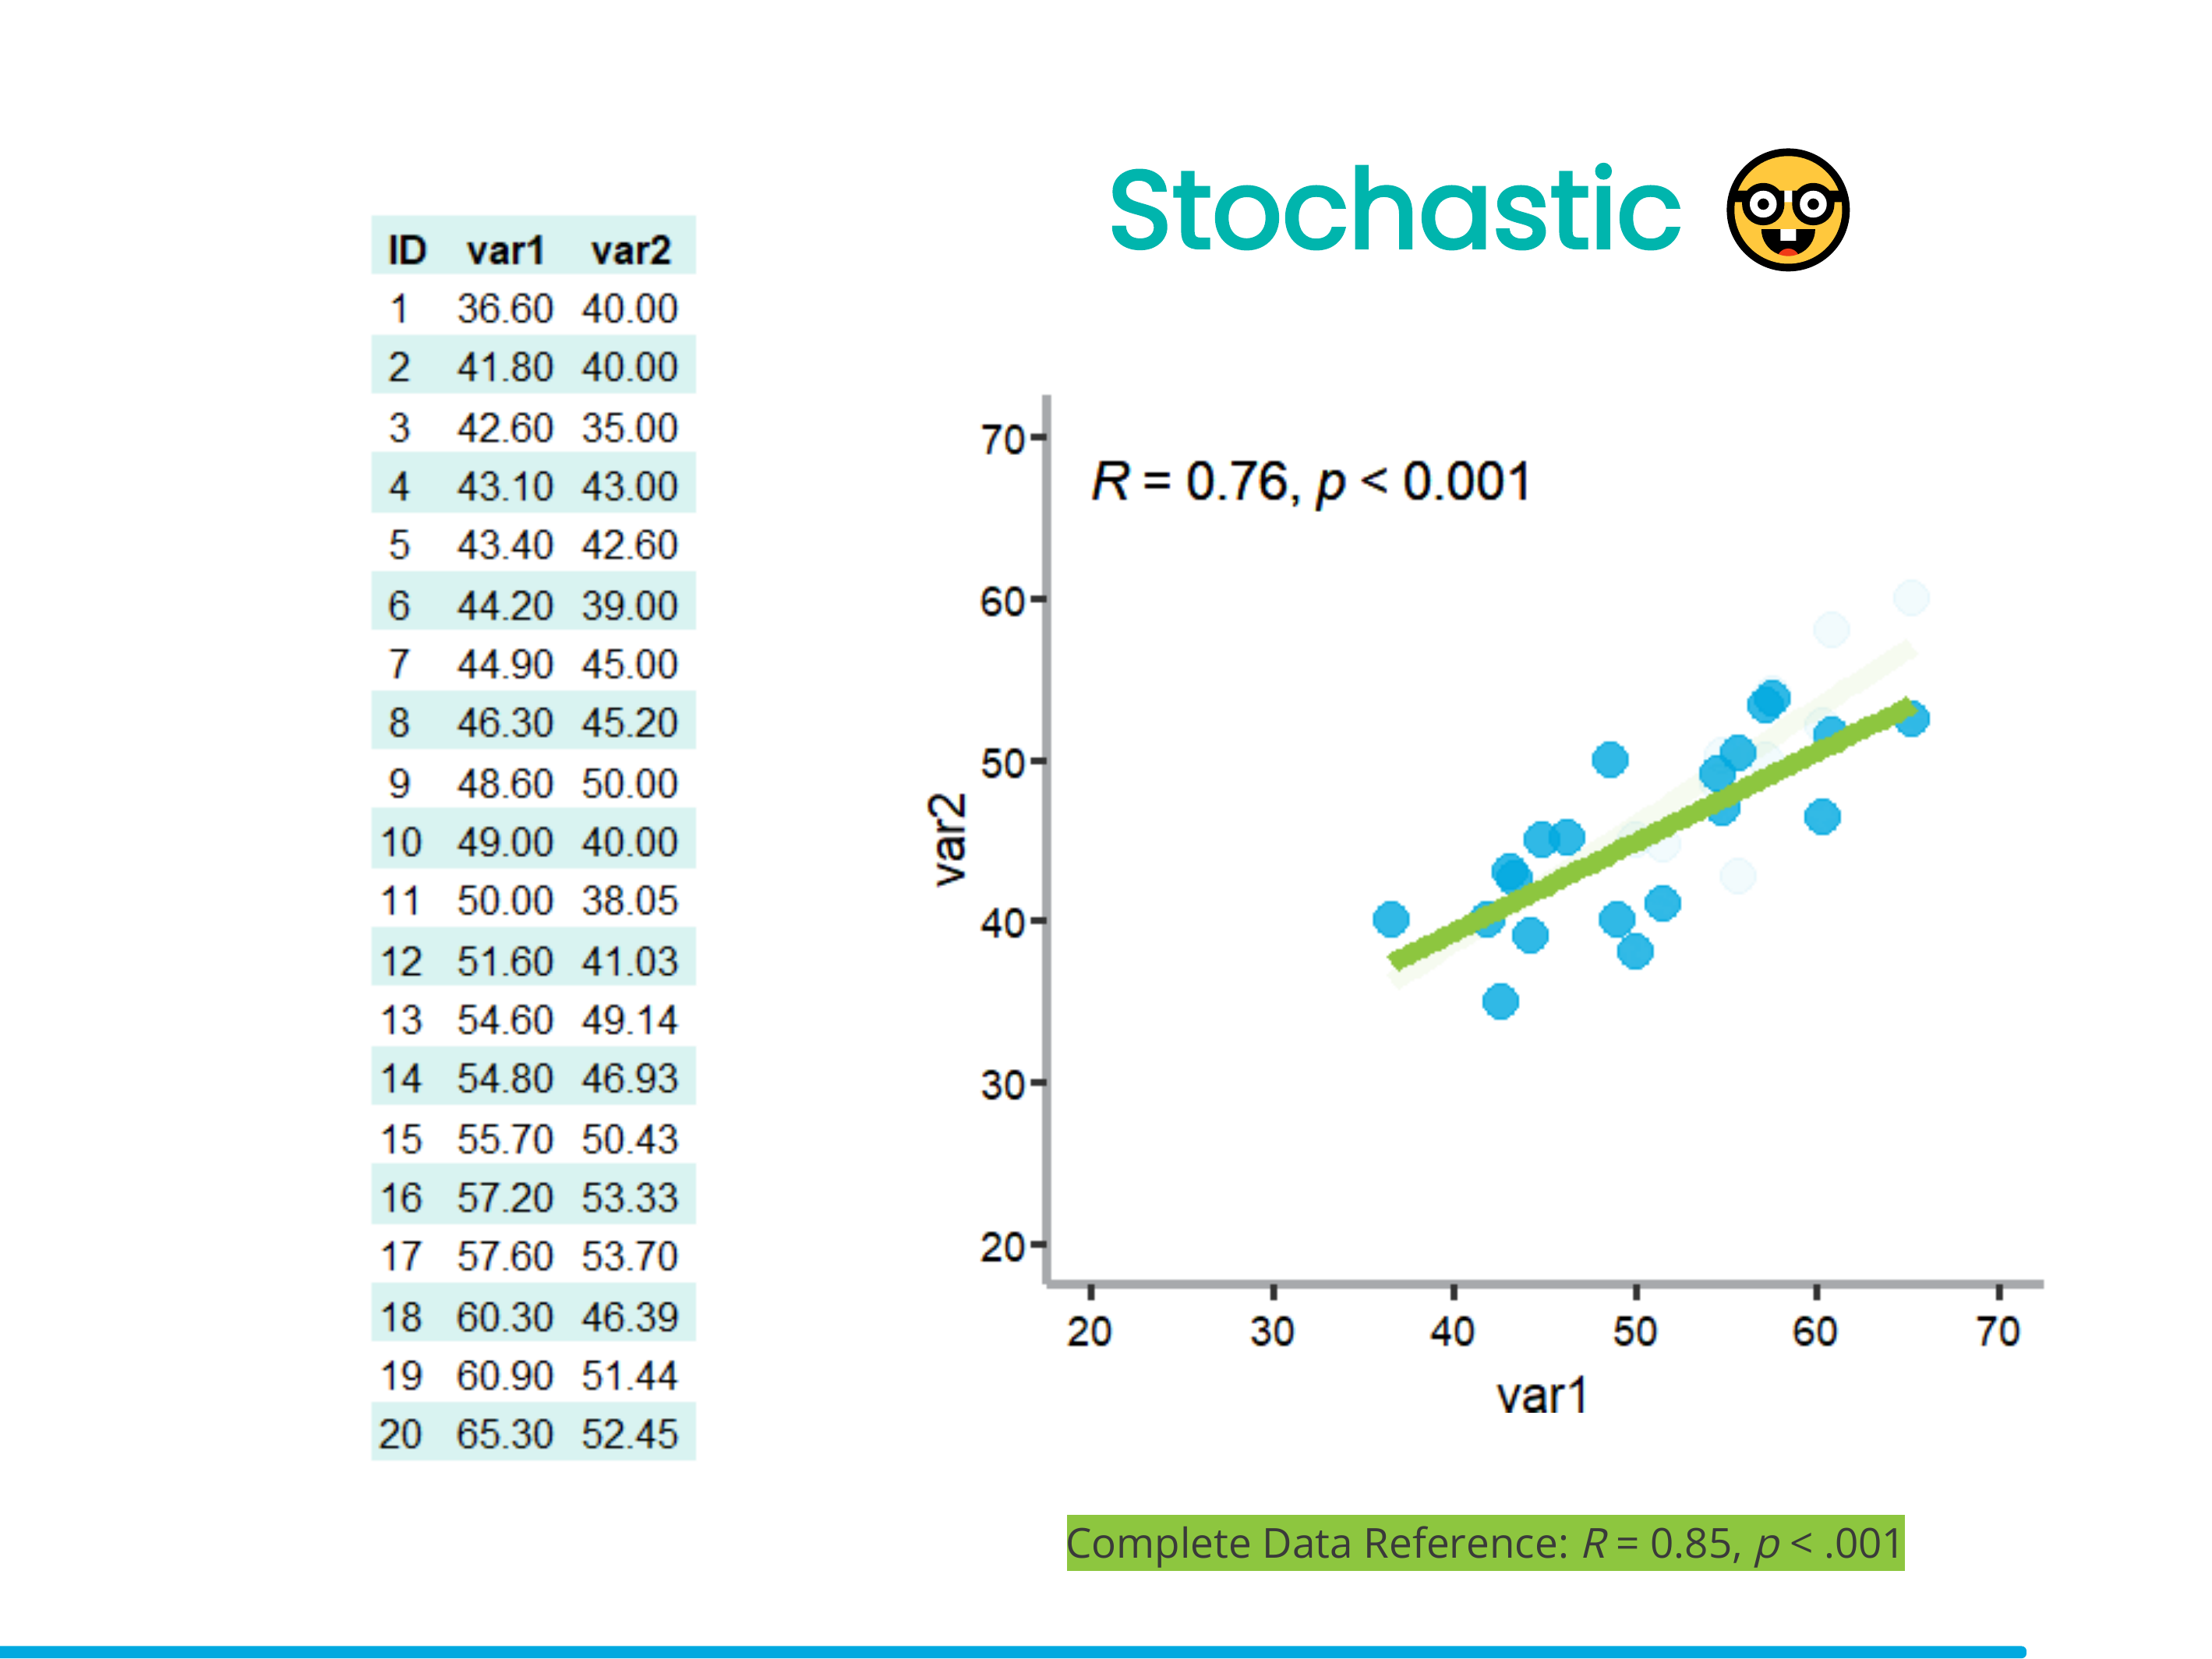 Stochastic
ID var1 var2
1 36.60 40.00
2 41.80 40.00
3 42.60 35.00
4 43.10 43.00
5 43.40 42.60
6 44.20 39.00
7 44.90 45.00
8 46.30 45.20
9 48.60 50.00
10 49.00 40.00
11 50.00 38.05
12 51.60 41.03
13 54.60 49.14
14 54.80 46.93
15 55.70 50.43
16 57.20 53.33
17 57.60 53.70
18 60.30 46.39
19 60.90 51.44
20 65.30 52.45
70
R = 0.76, p < 0.001
60
50
var2
40
30
20
20 30 40 50 60 70
var1
Complete Data Reference: R = 0.85, p < .001